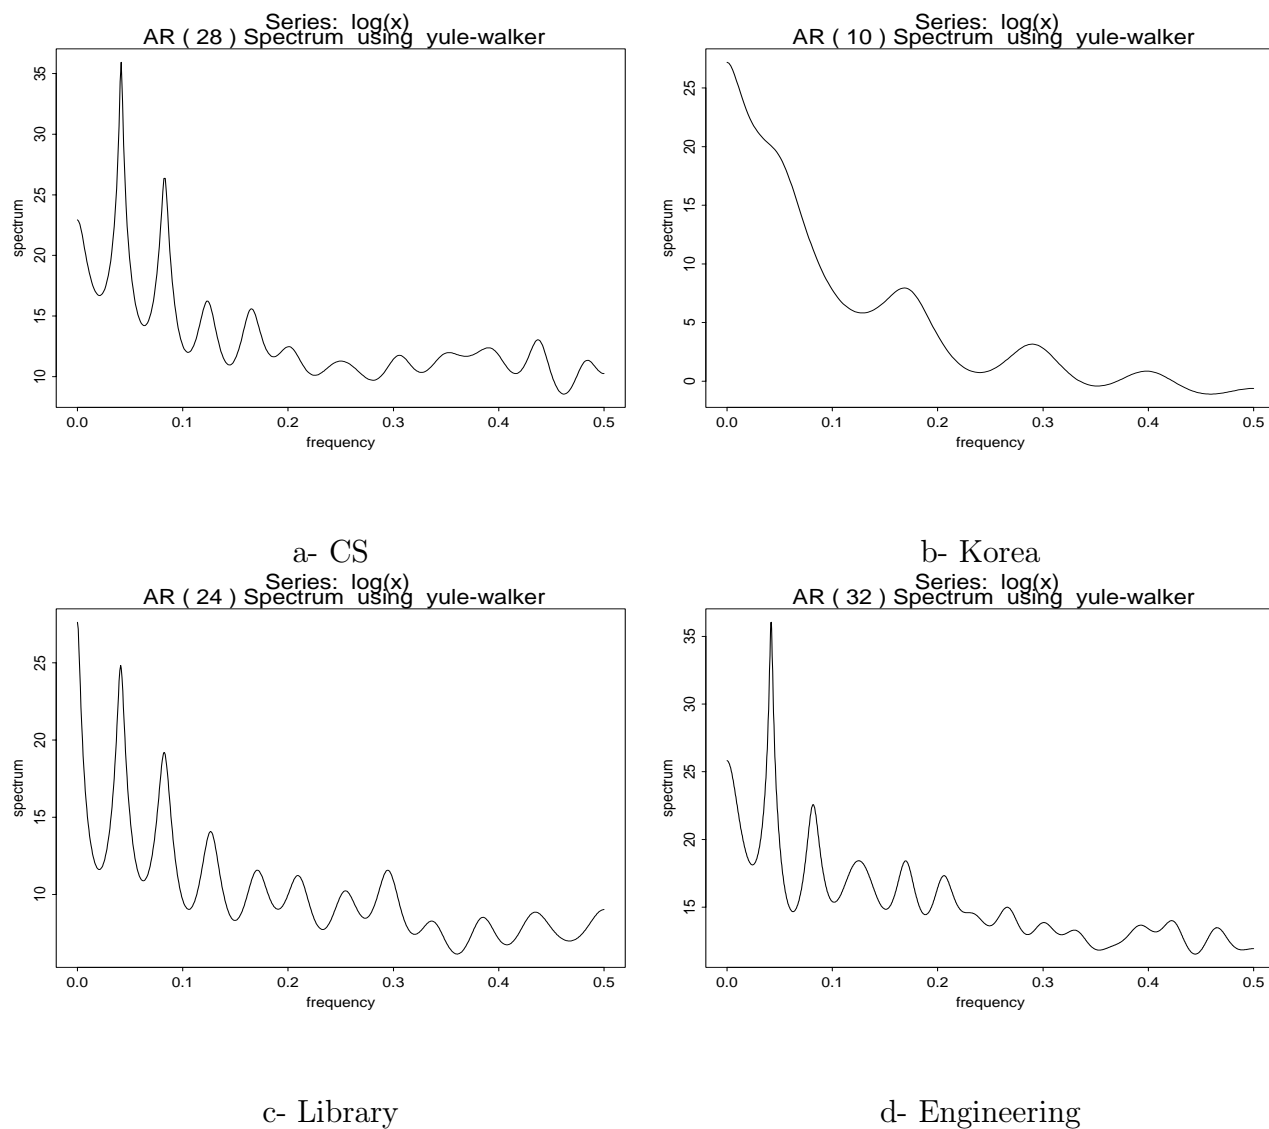 Series: log(x)
AR ( 28 ) Spectrum using yule-walker
spectrum
35
30
25
20
15
10
0.0 0.1 0.2 0.3 0.4 0.5
frequency
a- CS
Series: log(x)
AR ( 10 ) Spectrum using yule-walker
spectrum
25
20
15
10
5
0
0.0 0.1 0.2 0.3 0.4 0.5
frequency
b- Korea
Series: log(x)
AR ( 24 ) Spectrum using yule-walker
spectrum
25
20
15
10
0.0 0.1 0.2 0.3 0.4 0.5
frequency
c- Library
Series: log(x)
AR ( 32 ) Spectrum using yule-walker
spectrum
35
30
25
20
15
0.0 0.1 0.2 0.3 0.4 0.5
frequency
d- Engineering